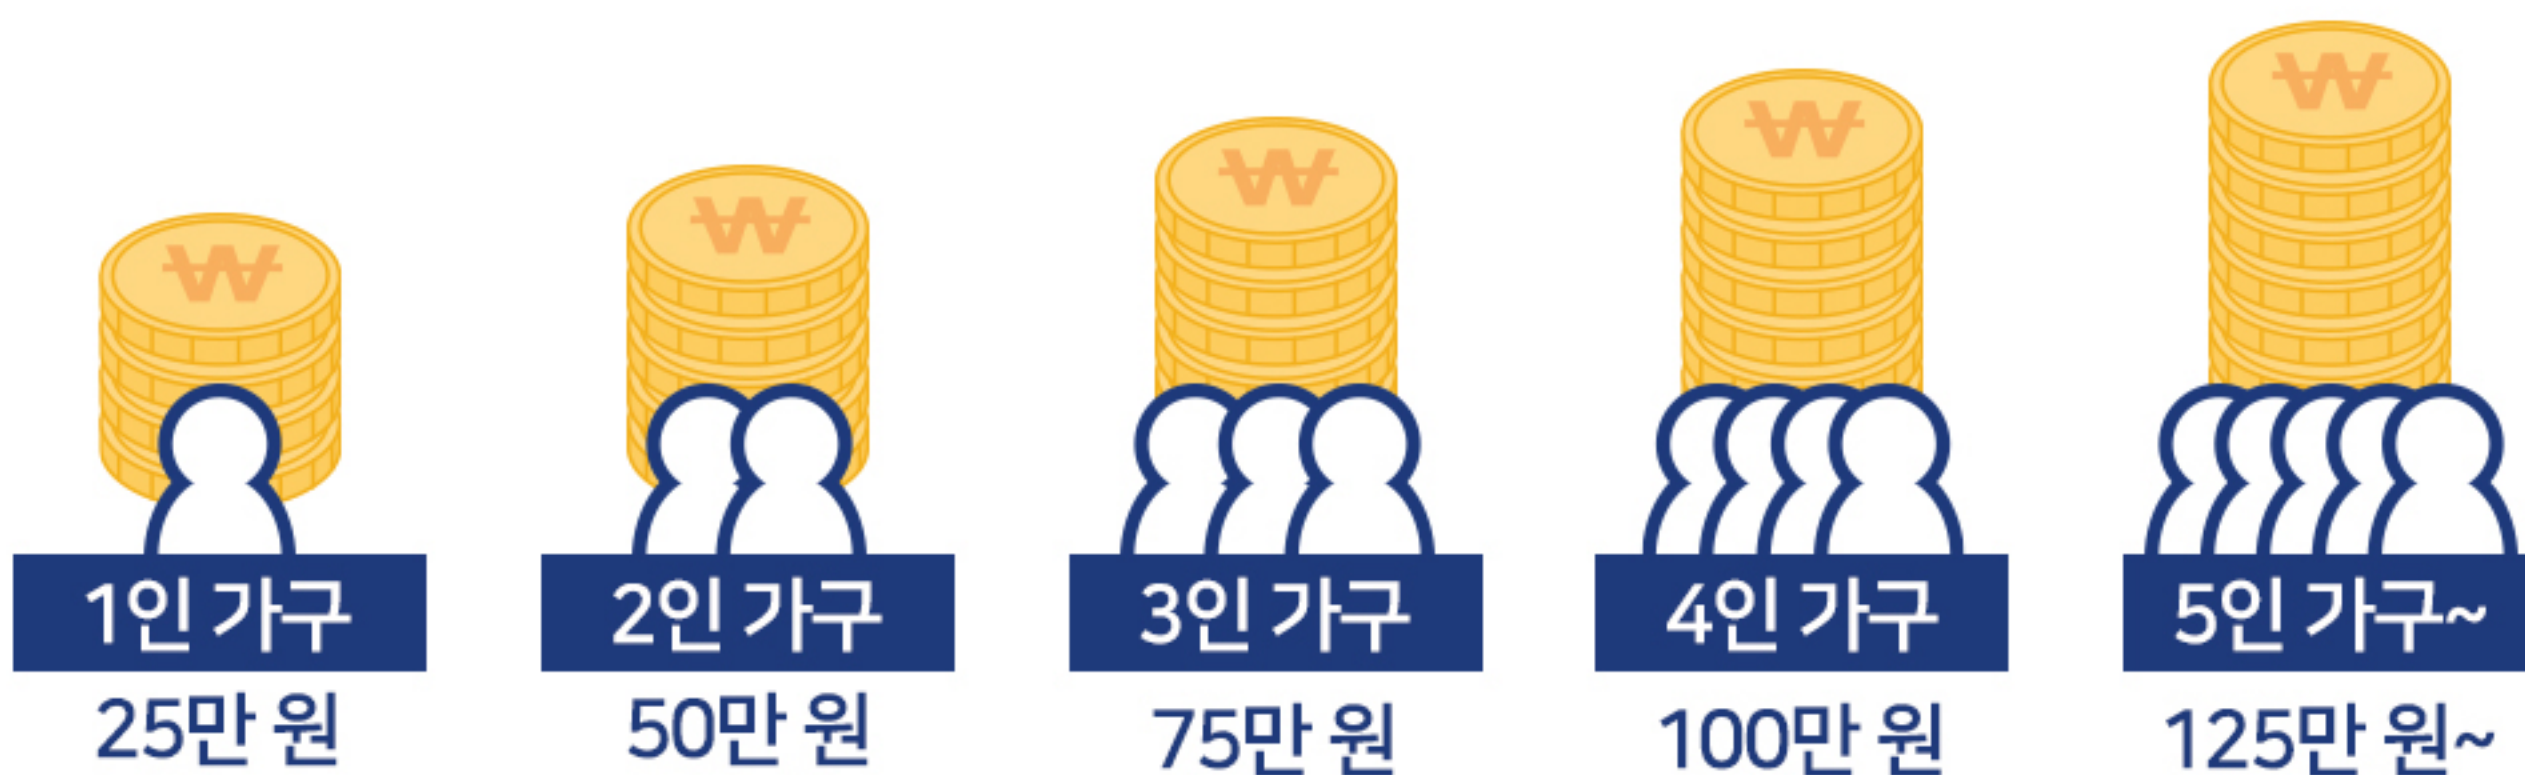 ₩ ₩ ₩ ₩ ₩
1인 가구 2인 가구 3인 가구 4인 가구 5인 가구~
25만 원 50만 원 75만 원 100만 원 125만 원~